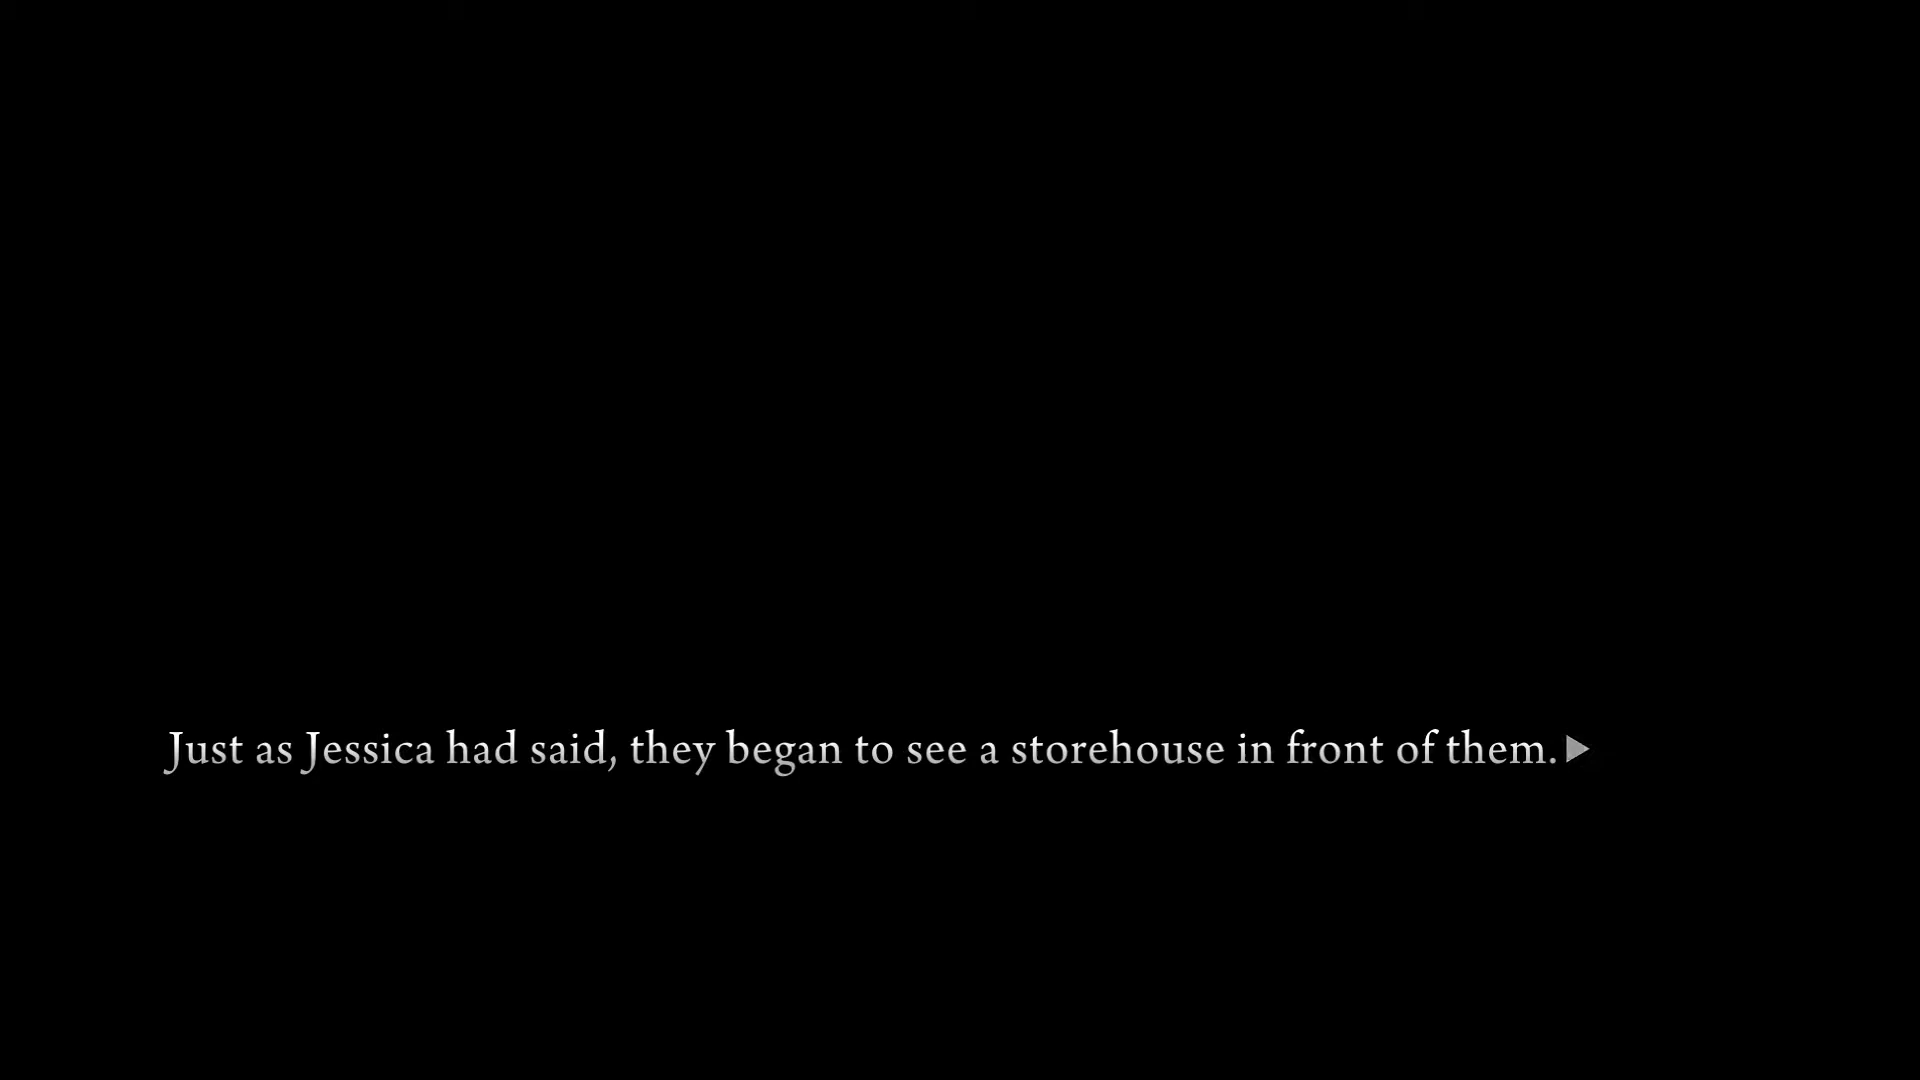 Just as Jessica had said, they began to see a storehouse in front of them.